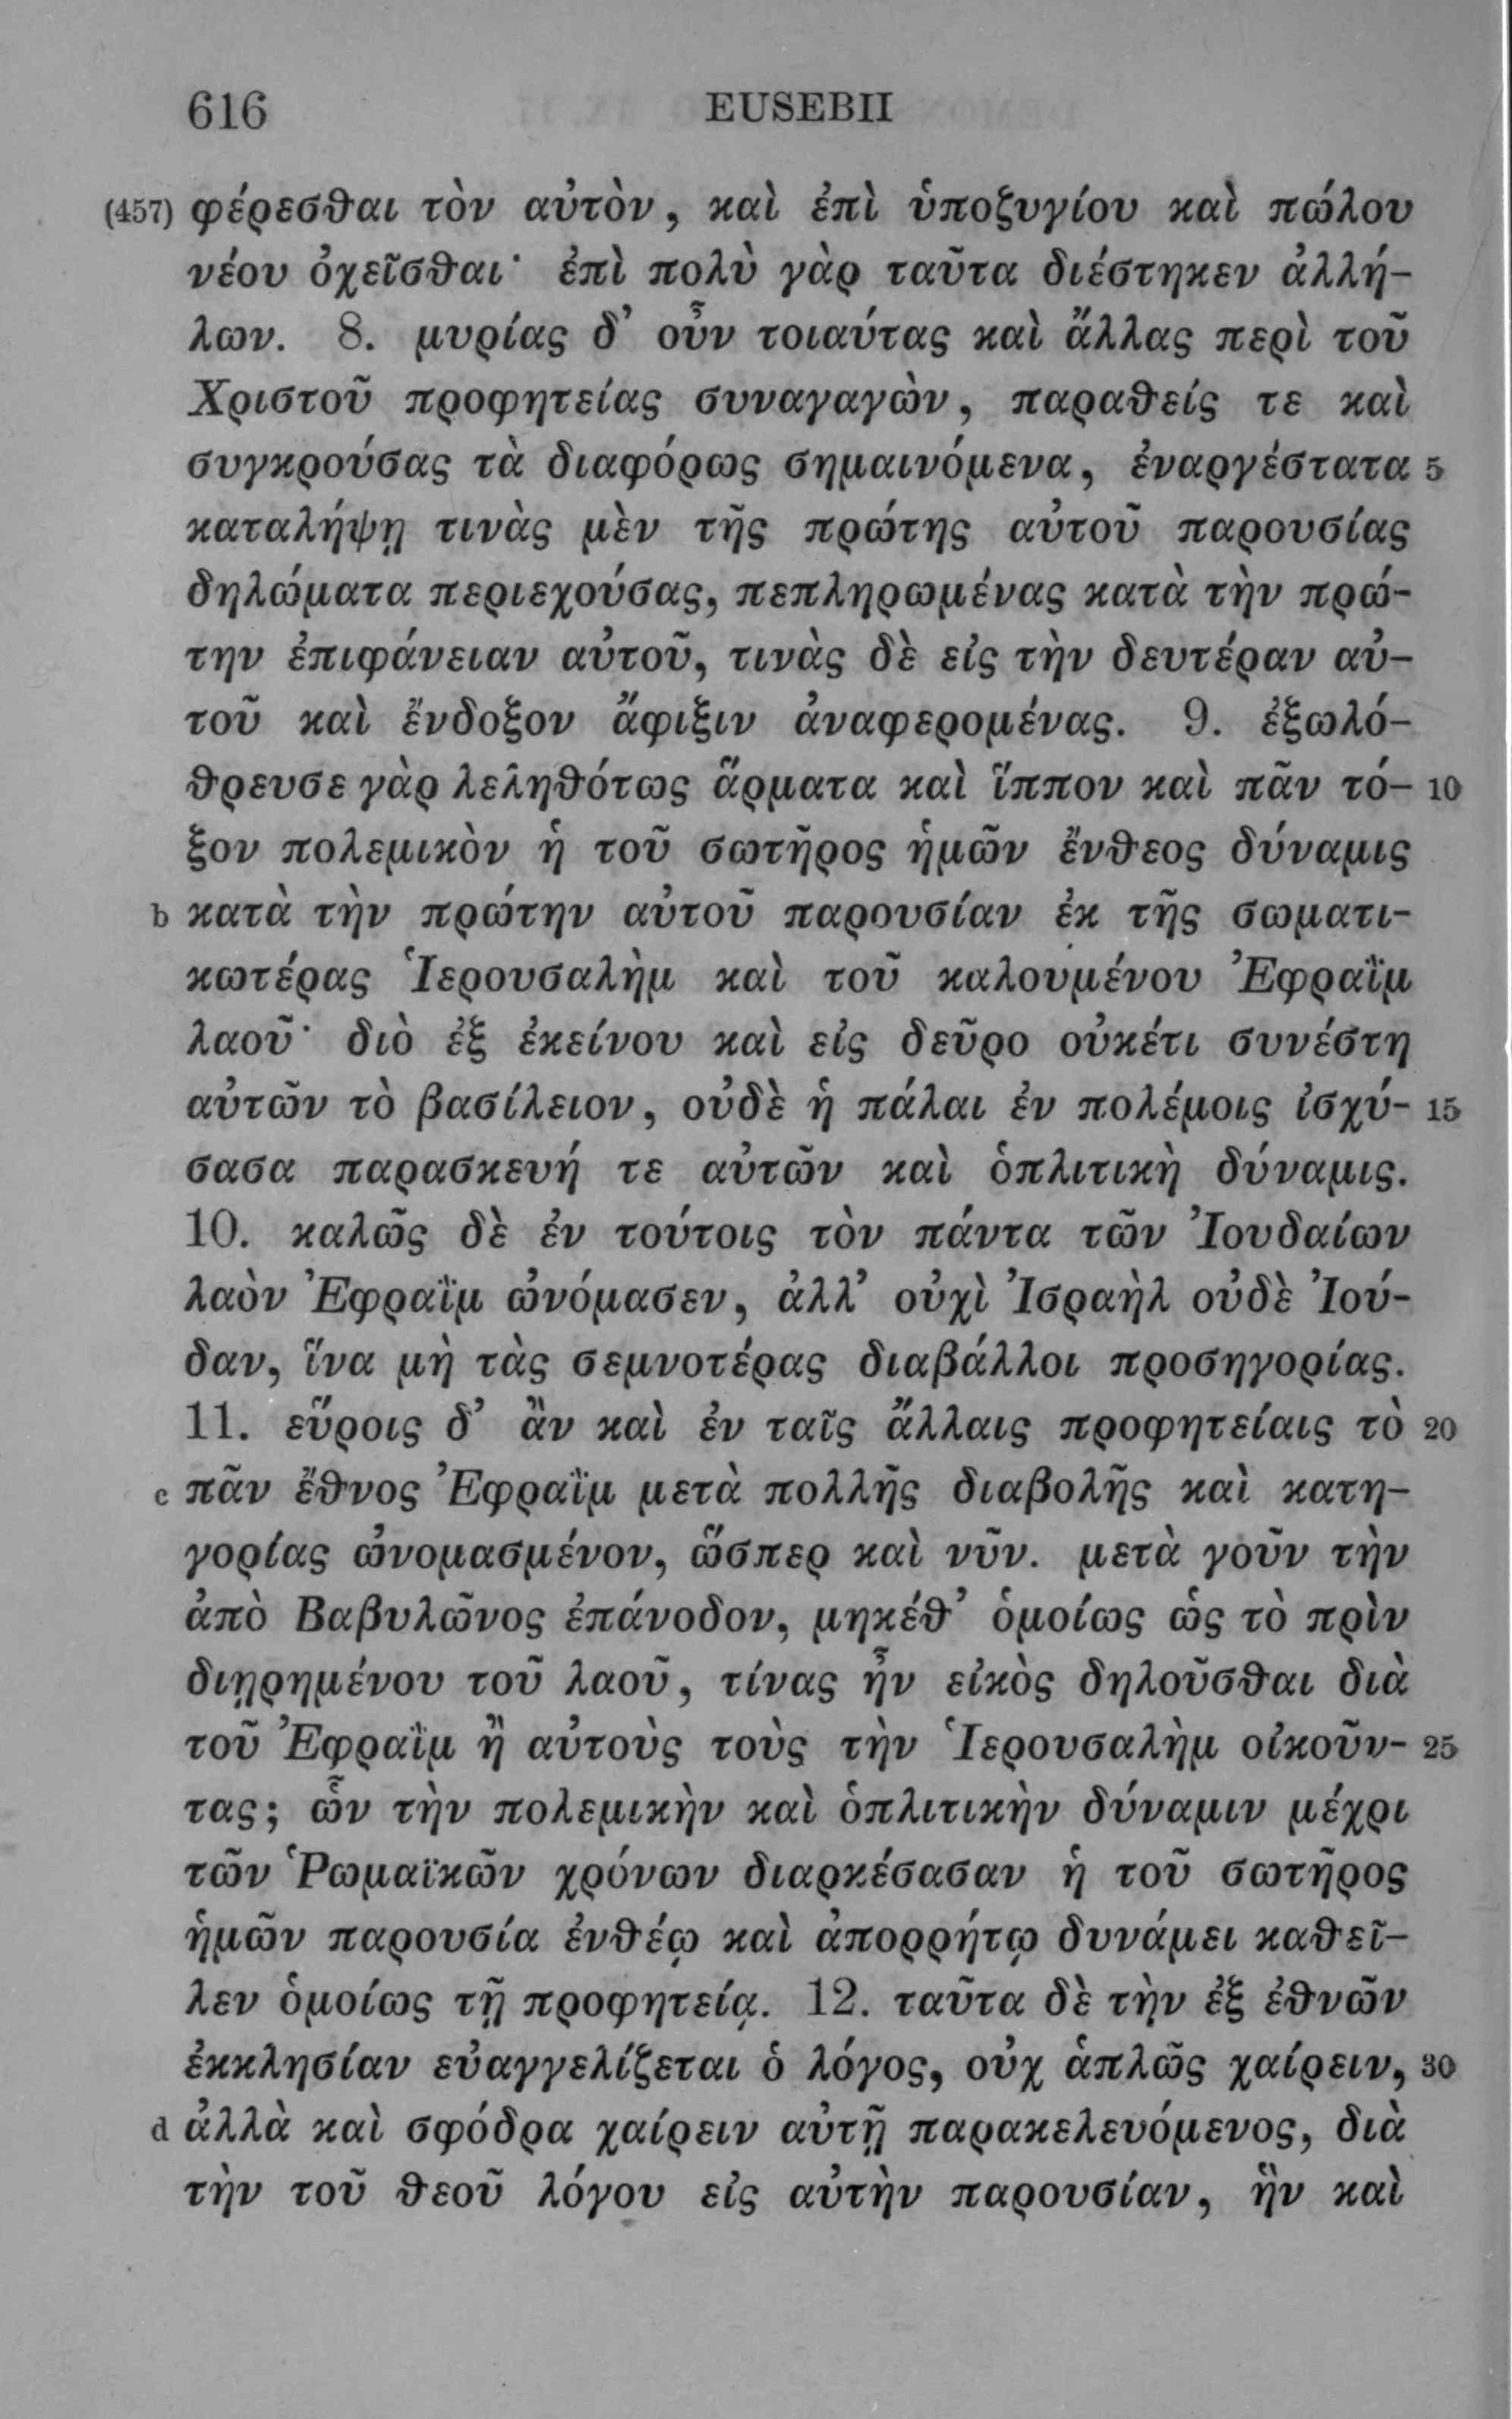 616 EUSEBII
(457) φέρεσθαι τὸν αὐτὸν, καὶ ἐπὶ ὑποζυγίου καὶ πώλου
νέου ὀχεῖσθαι· ἐπὶ πολὺ γὰρ ταῦτα διέστηκεν ἀλλή-
λων. 8. μυρίας δ’ οὖν τοιαύτας καὶ ἄλλας περὶ τοῦ
Χριστοῦ προφητείας συναγαγὼν, παραθείς τε καὶ
συγκρούσας τὰ διαφόρως σημαινόμενα, ἐναργέστατα 5
καταλήψῃ τινὰς μὲν τῆς πρώτης αὐτοῦ παρουσίας
δηλώματα περιεχούσας, πεπληρωμένας κατὰ τὴν πρώ-
την ἐπιφάνειαν αὐτοῦ, τινὰς δὲ εἰς τὴν δευτέραν αὐ-
τοῦ καὶ ἔνδοξον ἄφιξιν ἀναφερομένας. 9. ἐξωλό-
θρευσε γὰρ λεληθότως ἅρματα καὶ ἵππον καὶ πᾶν τό- 10
ξον πολεμικὸν ἡ τοῦ σωτῆρος ἡμῶν ἔνθεος δύναμις
b κατὰ τὴν πρώτην αὐτοῦ παρουσίαν ἐκ τῆς σωματι-
κωτέρας Ἱερουσαλὴμ καὶ τοῦ καλουμένου Ἐφραῒμ
λαοῦ· διὸ ἐξ ἐκείνου καὶ εἰς δεῦρο οὐκέτι συνέστη
αὐτῶν τὸ βασίλειον, οὐδὲ ἡ πάλαι ἐν πολέμοις ἰσχύ- 15
σασα παρασκευή τε αὐτῶν καὶ ὁπλιτικὴ δύναμις.
10. καλῶς δὲ ἐν τούτοις τὸν πάντα τῶν Ἰουδαίων
λαὸν Ἐφραῒμ ὠνόμασεν, ἀλλ’ οὐχὶ Ἰσραὴλ οὐδὲ Ἰού-
δαν, ἵνα μὴ τὰς σεμνοτέρας διαβάλλοι προσηγορίας.
11. εὕροις δ’ ἂν καὶ ἐν ταῖς ἄλλαις προφητείαις τὸ 20
c πᾶν ἔθνος Ἐφραῒμ μετὰ πολλῆς διαβολῆς καὶ κατη-
γορίας ὠνομασμένον, ὥσπερ καὶ νῦν. μετὰ γοῦν τὴν
ἀπὸ Βαβυλῶνος ἐπάνοδον, μηκέθ’ ὁμοίως ὡς τὸ πρὶν
διῃρημένου τοῦ λαοῦ, τίνας ἦν εἰκὸς δηλοῦσθαι διὰ
τοῦ Ἐφραῒμ ἢ αὐτοὺς τοὺς τὴν Ἱερουσαλὴμ οἰκοῦν- 25
τας; ὧν τὴν πολεμικὴν καὶ ὁπλιτικὴν δύναμιν μέχρι
τῶν Ῥωμαϊκῶν χρόνων διαρκέσασαν ἡ τοῦ σωτῆρος
ἡμῶν παρουσία ἐνθέῳ καὶ ἀπορρήτῳ δυνάμει καθεῖ-
λεν ὁμοίως τῇ προφητείᾳ. 12. ταῦτα δὲ τὴν ἐξ ἐθνῶν
ἐκκλησίαν εὐαγγελίζεται ὁ λόγος, οὐχ ἁπλῶς χαίρειν, 30
d ἀλλὰ καὶ σφόδρα χαίρειν αὐτῇ παρακελευόμενος, διὰ
τὴν τοῦ θεοῦ λόγου εἰς αὐτὴν παρουσίαν, ἣν καὶ